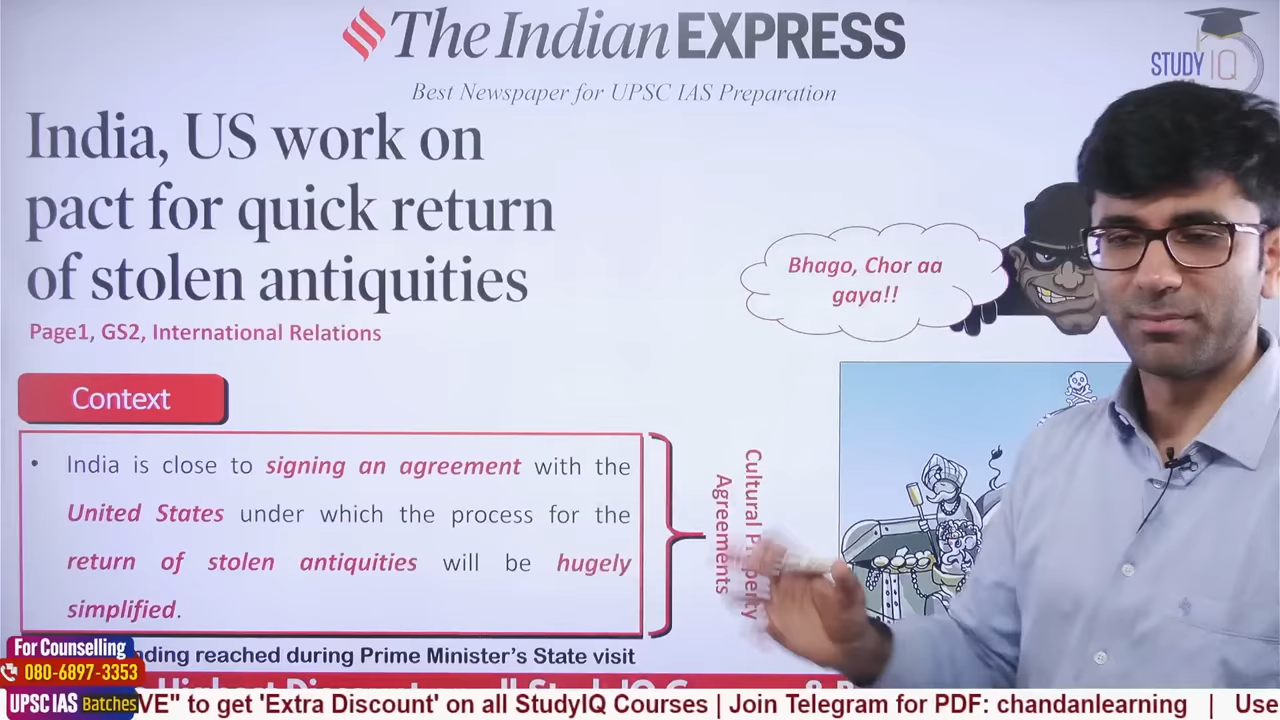 The Indian EXPRESS
STUDY IQ
Best Newspaper for UPSC IAS Preparation
India, US work on
pact for quick return
of stolen antiquities
Page1, GS2, International Relations
Bhago, Chor aa
gaya!!
Context
• India is close to signing an agreement with the
United States under which the process for the
return of stolen antiquities will be hugely
simplified.
Cultural Property
Agreements
nding reached during Prime Minister's State visit
For Counselling
080-6897-3353
UPSC IAS Batches
VE" to get 'Extra Discount' on all StudyIQ Courses | Join Telegram for PDF: chandanlearning | Use